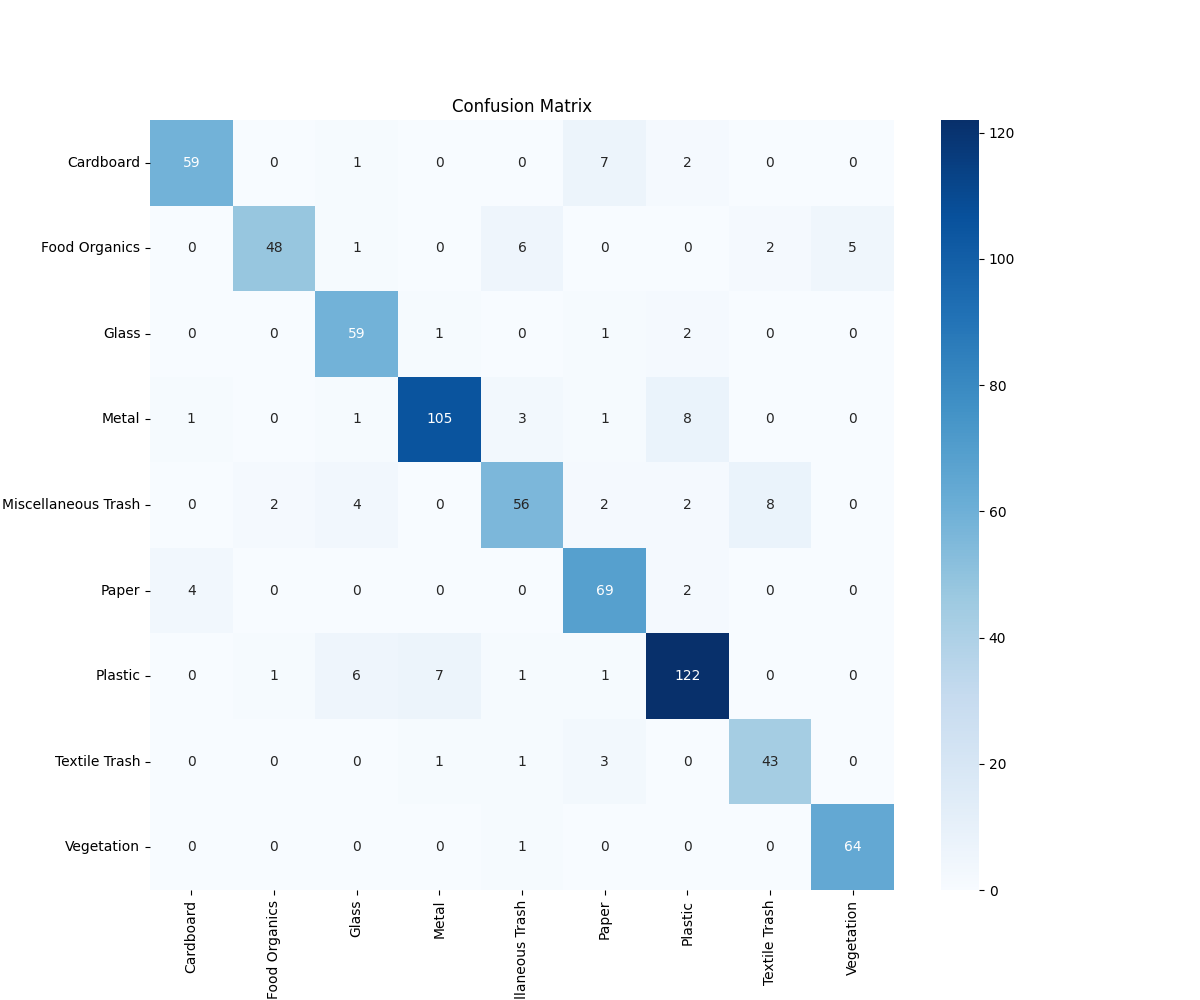 Confusion Matrix
Cardboard 59 0 1 0 0 7 2 0 0
Food Organics 0 48 1 0 6 0 0 2 5
Glass 0 0 59 1 0 1 2 0 0
Metal 1 0 1 105 3 1 8 0 0
Miscellaneous Trash 0 2 4 0 56 2 2 8 0
Paper 4 0 0 0 0 69 2 0 0
Plastic 0 1 6 7 1 1 122 0 0
Textile Trash 0 0 0 1 1 3 0 43 0
Vegetation 0 0 0 0 1 0 0 0 64
Cardboard
Food Organics
Glass
Metal
llaneous Trash
Paper
Plastic
Textile Trash
Vegetation
120
100
80
60
40
20
0